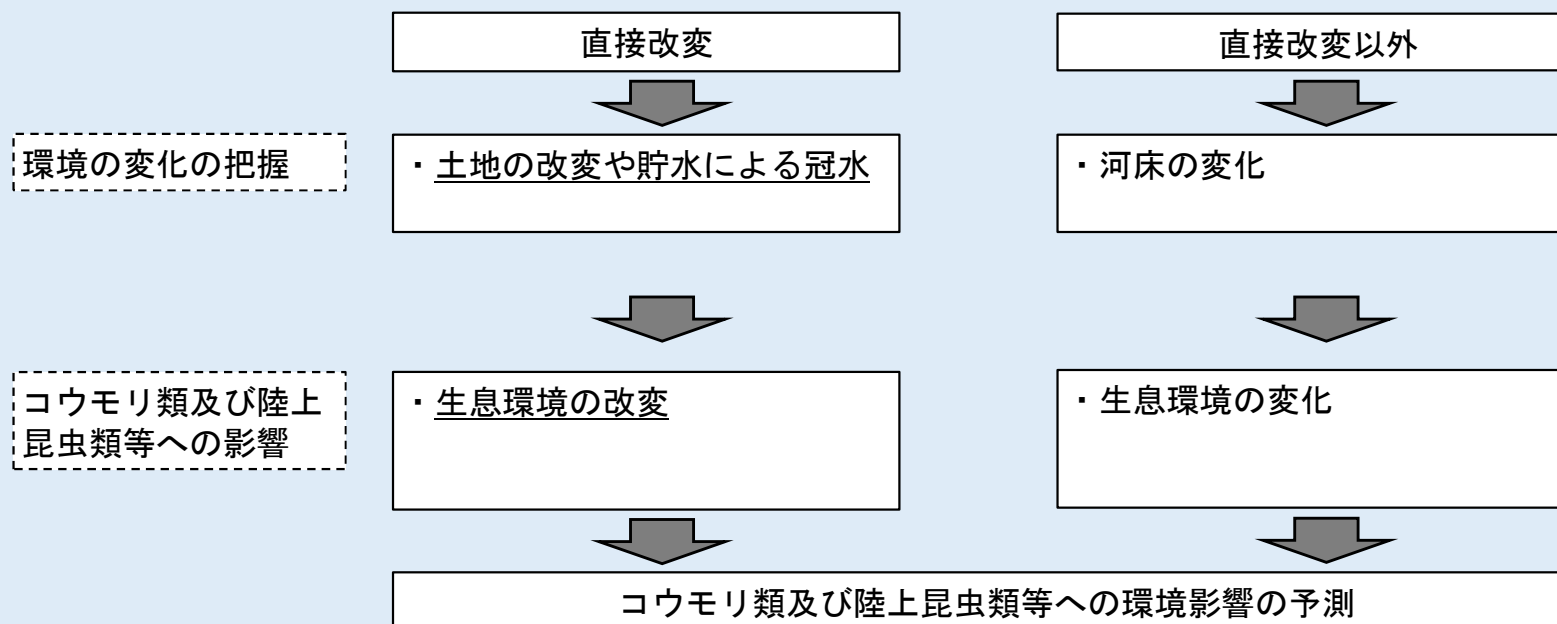 直接改変
直接改変以外
環境の変化の把握
・土地の改変や貯水による冠水
・河床の変化
コウモリ類及び陸上
昆虫類等への影響
・生息環境の改変
・生息環境の変化
コウモリ類及び陸上昆虫類等への環境影響の予測